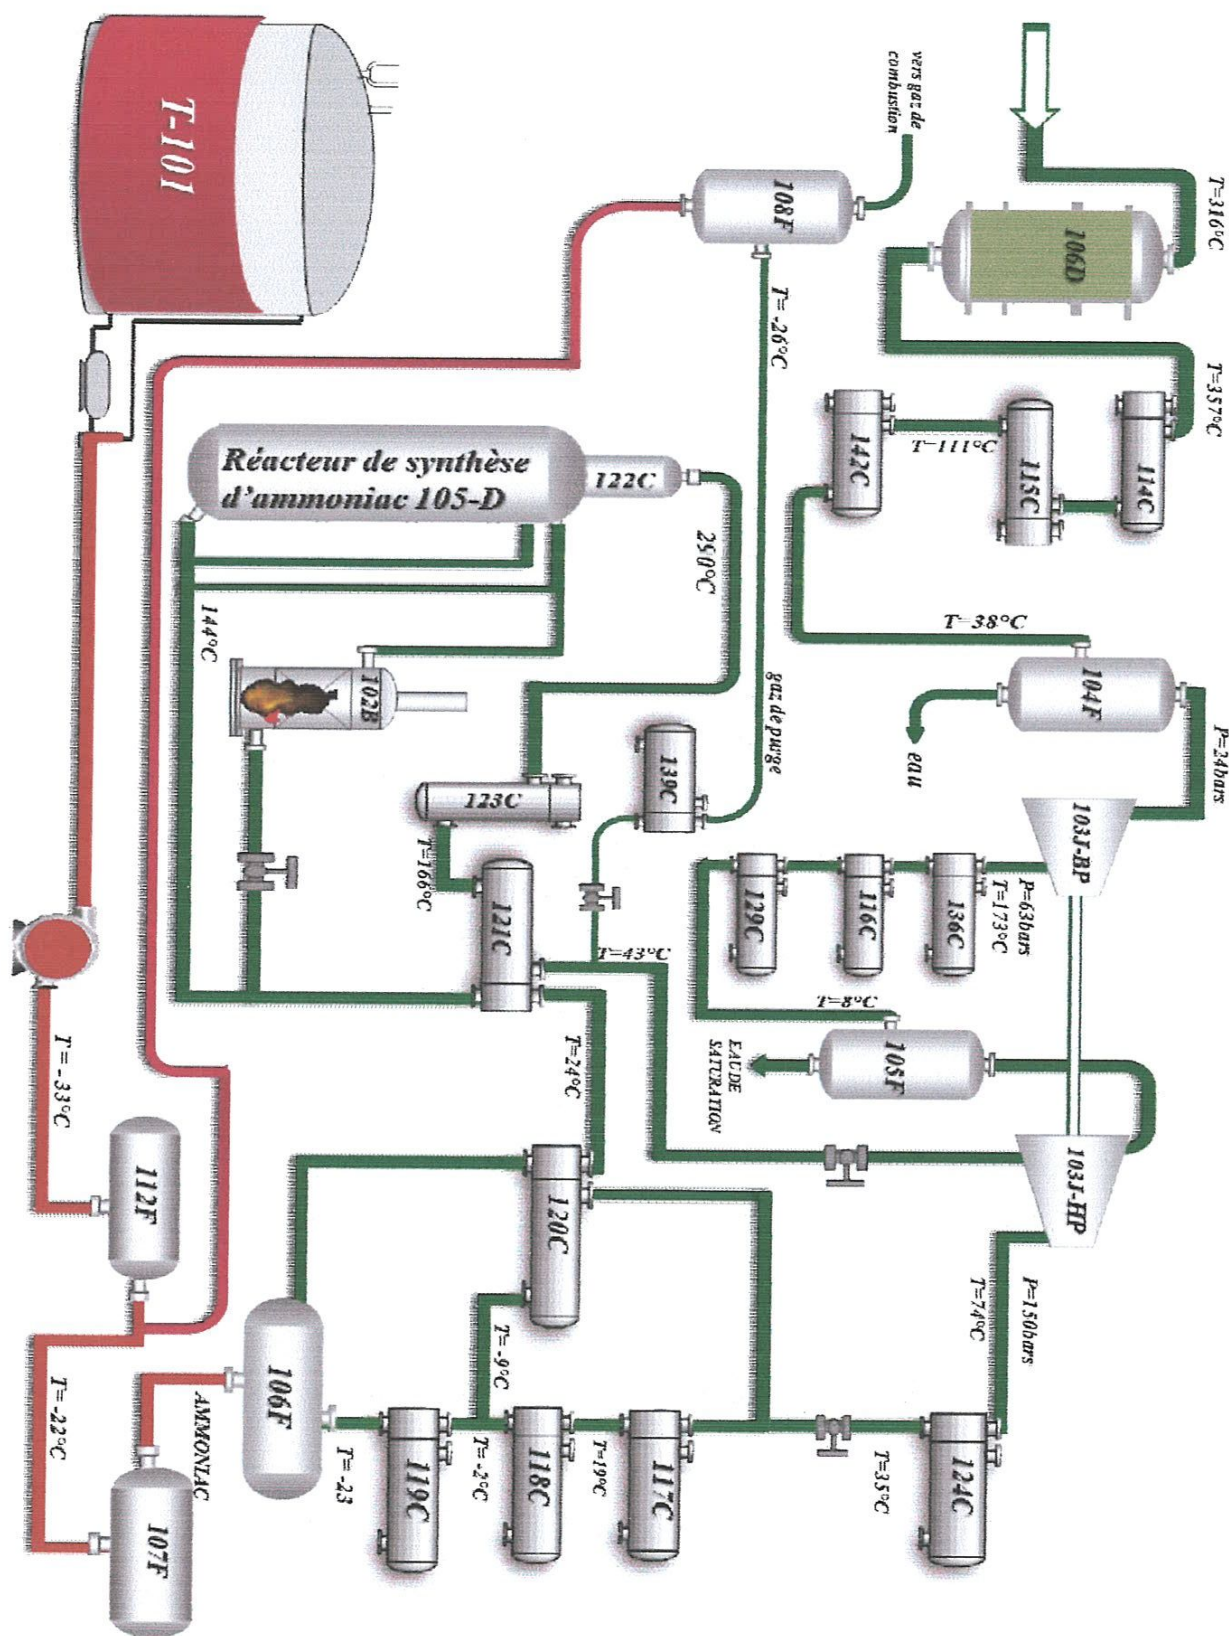 T=316°C
T=357°C
P=24bars
106D
114C
115C
T=111°C
142C
T=38°C
104F
eau
103J-BP
103J-HP
P=63bars
T=173°C
136C
116C
129C
T=8°C
105F
EAU DE
SATURATION
P=150bars
T=74°C
124C
T=35°C
vers gaz de
combustion
108F
T= -26°C
gaz de purge
139C
T=43°C
117C
T=19°C
118C
T= -2°C
119C
T= -23
T= -9°C
120C
T=24°C
121C
T=166°C
123C
290°C
122C
Réacteur de synthèse
d'ammoniac 105-D
102B
144°C
106F
AMMONIAC
107F
T= -22°C
112F
T= -33°C
T-101